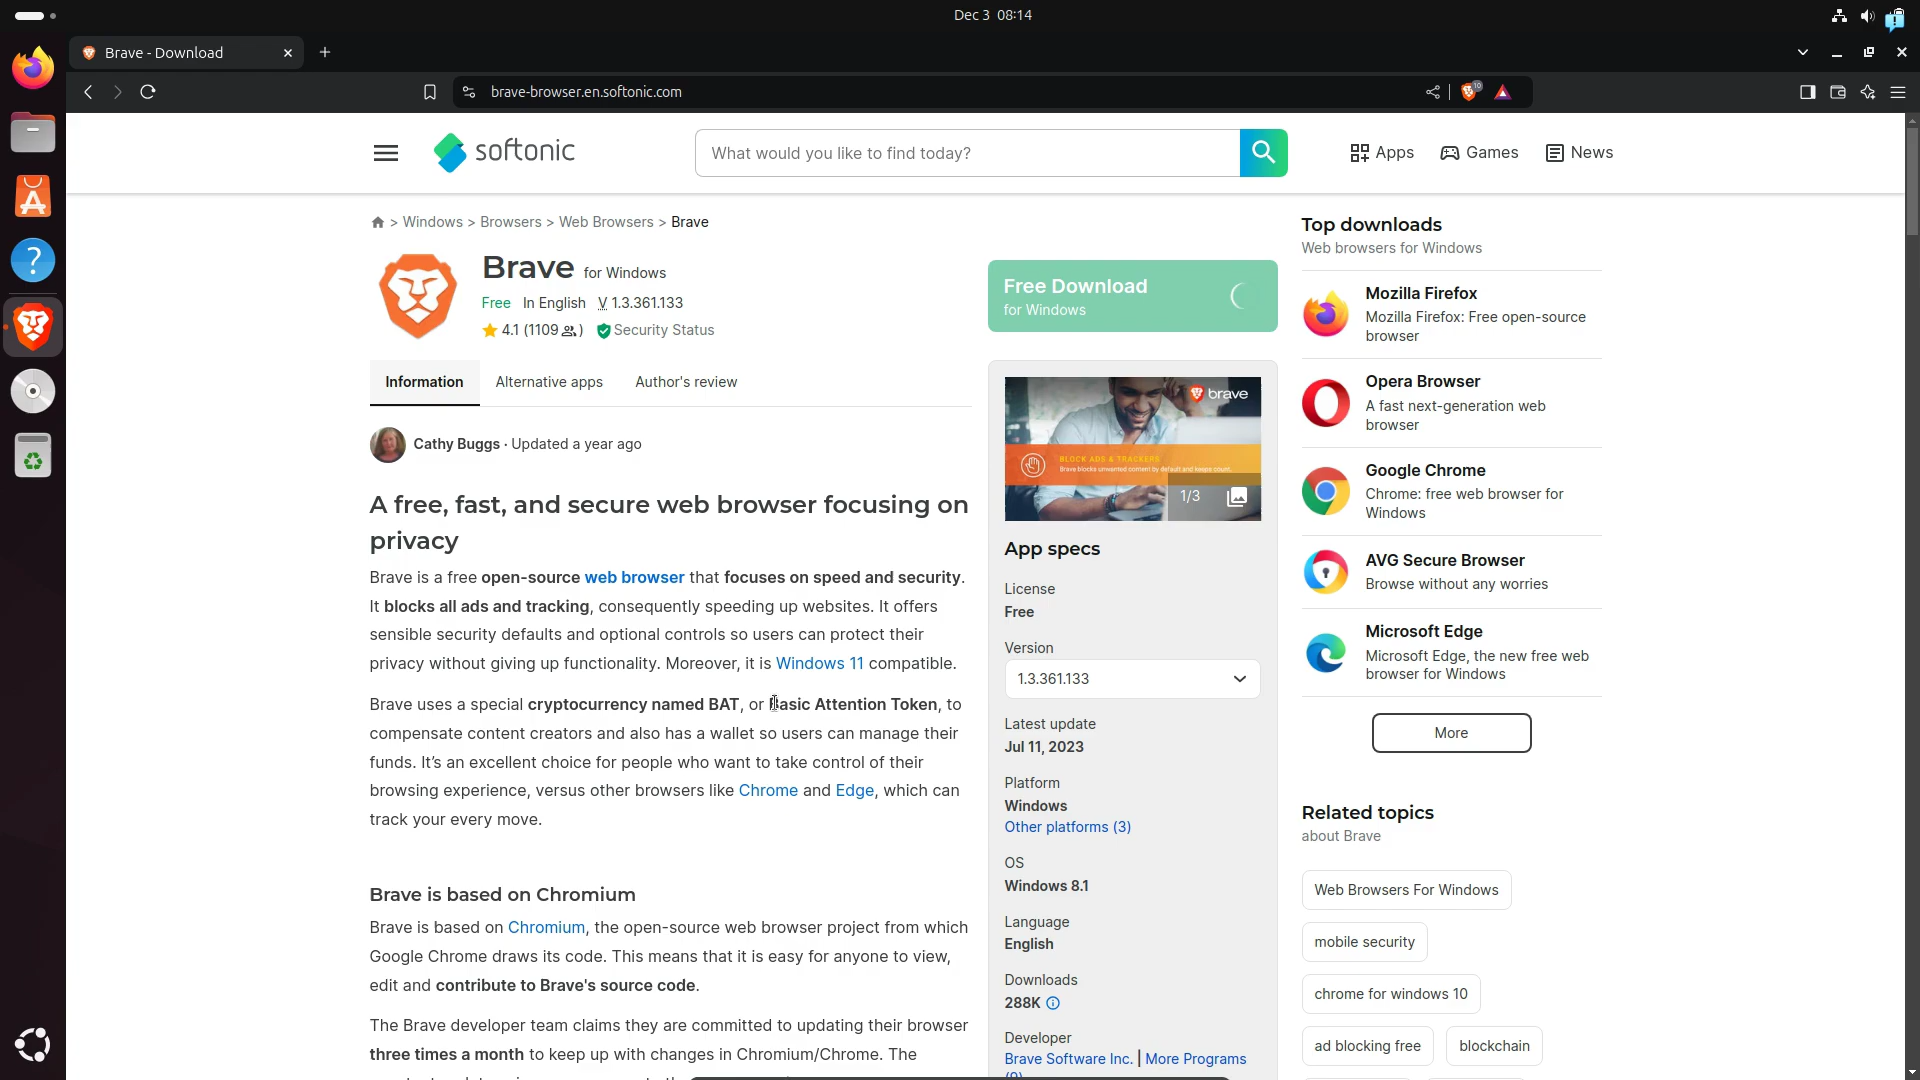 Dec 3 08:14
Brave - Download
brave-browser.en.softonic.com
10
softonic
What would you like to find today?
Apps
Games
News
> Windows > Browsers > Web Browsers > Brave
Brave for Windows
Free In English V 1.3.361.133
4.1 (1109)
Security Status
Free Download
for Windows
Information
Alternative apps
Author's review
Cathy Buggs · Updated a year ago
A free, fast, and secure web browser focusing on
privacy
Brave is a free open-source web browser that focuses on speed and security.
It blocks all ads and tracking, consequently speeding up websites. It offers
sensible security defaults and optional controls so users can protect their
privacy without giving up functionality. Moreover, it is Windows 11 compatible.
Brave uses a special cryptocurrency named BAT, or Basic Attention Token, to
compensate content creators and also has a wallet so users can manage their
funds. It's an excellent choice for people who want to take control of their
browsing experience, versus other browsers like Chrome and Edge, which can
track your every move.
Brave is based on Chromium
Brave is based on Chromium, the open-source web browser project from which
Google Chrome draws its code. This means that it is easy for anyone to view,
edit and contribute to Brave's source code.
The Brave developer team claims they are committed to updating their browser
three times a month to keep up with changes in Chromium/Chrome. The
brave
BLOCK ADS & TRACKERS
Brave blocks unwanted content by default and keeps count.
1/3
App specs
License
Free
Version
1.3.361.133
Latest update
Jul 11, 2023
Platform
Windows
Other platforms (3)
OS
Windows 8.1
Language
English
Downloads
288K
Developer
Brave Software Inc. | More Programs
(9)
Top downloads
Web browsers for Windows
Mozilla Firefox
Mozilla Firefox: Free open-source
browser
Opera Browser
A fast next-generation web
browser
Google Chrome
Chrome: free web browser for
Windows
AVG Secure Browser
Browse without any worries
Microsoft Edge
Microsoft Edge, the new free web
browser for Windows
More
Related topics
about Brave
Web Browsers For Windows
mobile security
chrome for windows 10
ad blocking free
blockchain